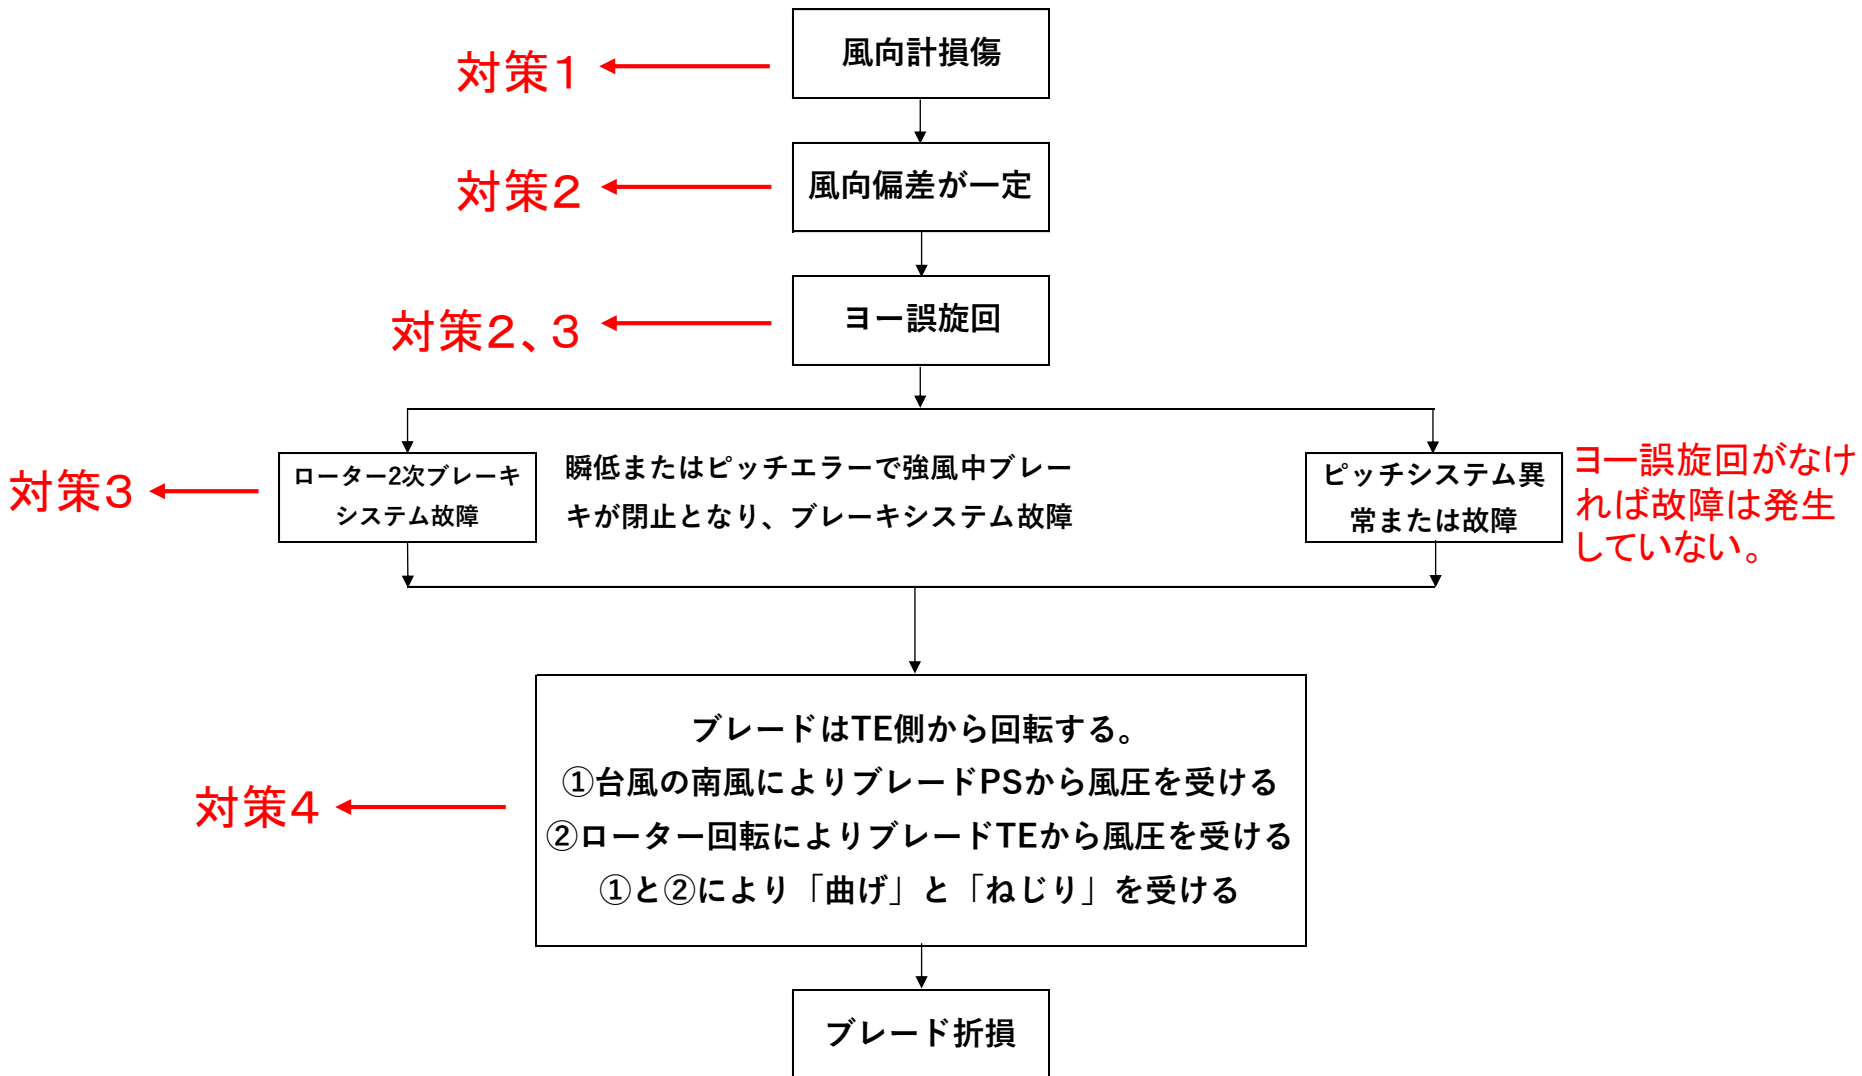 風向計損傷
対策１
風向偏差が一定
対策２
ヨー誤旋回
対策２、３
ローター2次ブレーキ
システム故障
対策３
瞬低またはピッチエラーで強風中ブレー
キが閉止となり、ブレーキシステム故障
ピッチシステム異
常または故障
ヨー誤旋回がなけ
れば故障は発生
していない。
ブレードはTE側から回転する。
①台風の南風によりブレードPSから風圧を受ける
②ローター回転によりブレードTEから風圧を受ける
①と②により「曲げ」と「ねじり」を受ける
対策４
ブレード折損